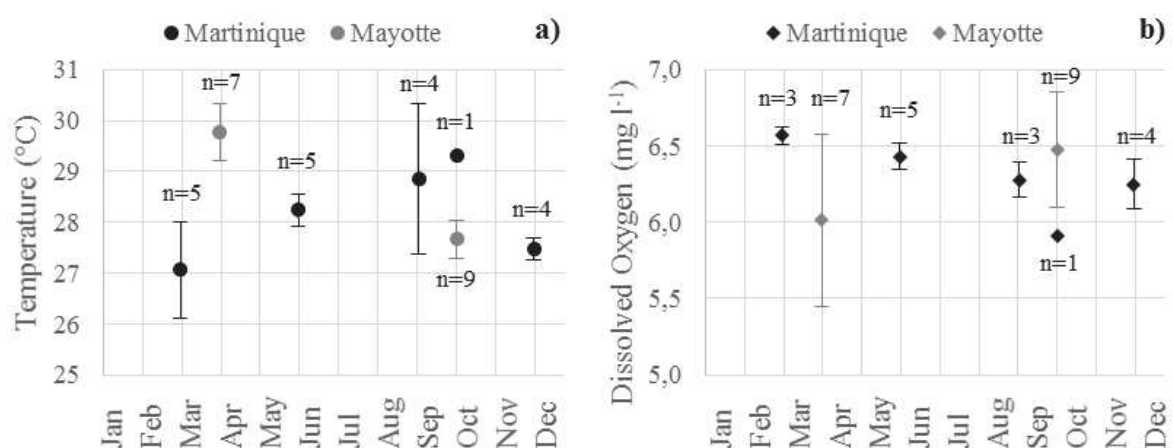 Martinique Mayotte a)
Temperature (°C)
31
30
29
28
27
26
25
n=5
n=7
n=5
n=4
n=1
n=9
n=4
Jan Feb Mar Apr May Jun Jul Aug Sep Oct Nov Dec
Martinique Mayotte b)
Dissolved Oxygen (mg l⁻¹)
7,0
6,5
6,0
5,5
5,0
n=3
n=7
n=5
n=3
n=9
n=1
n=4
Jan Feb Mar Apr May Jun Jul Aug Sep Oct Nov Dec